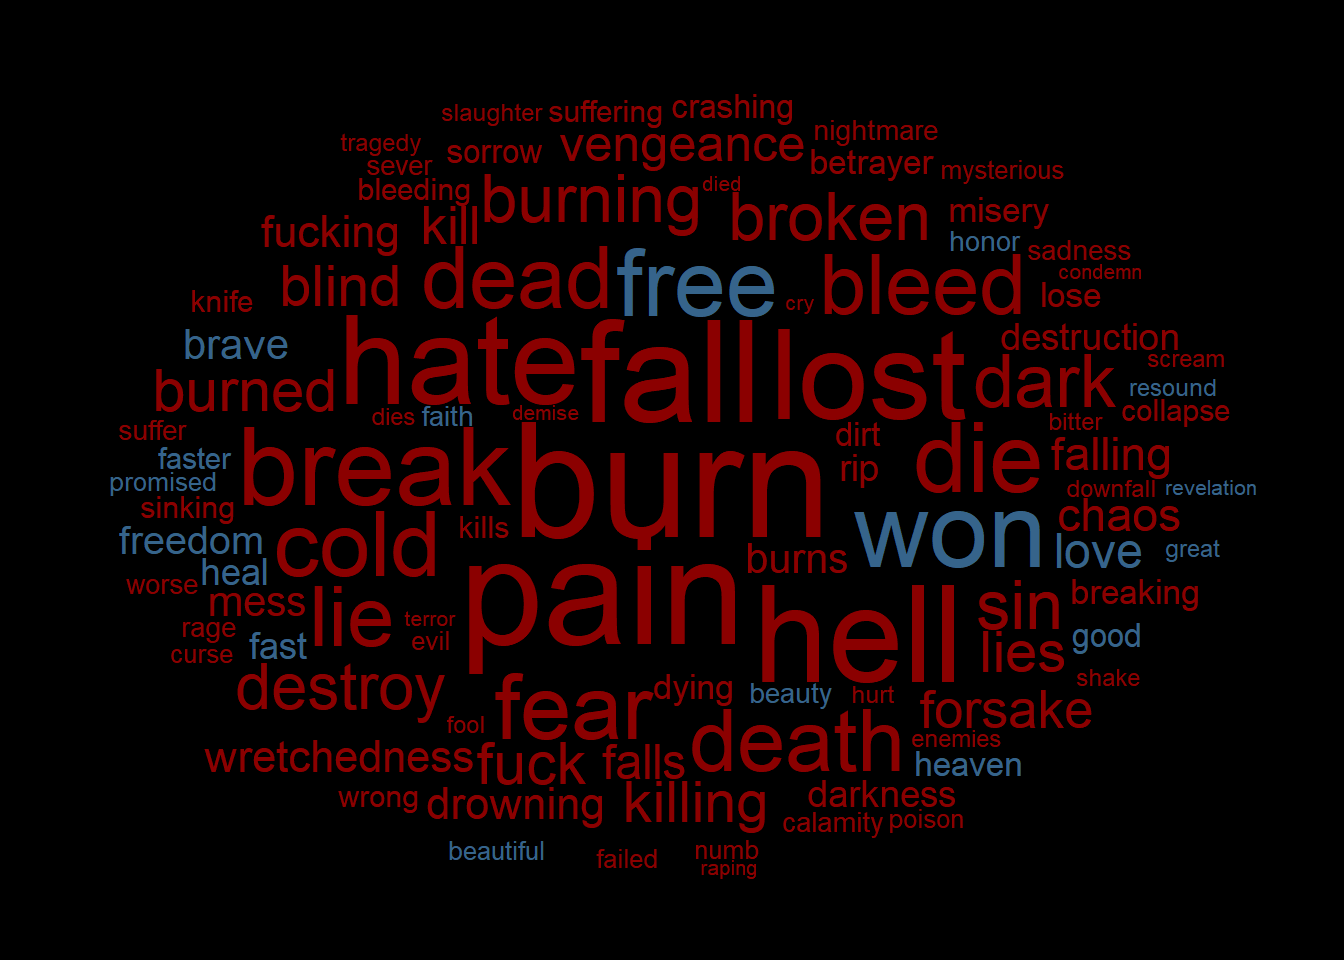 slaughter suffering crashing
tragedy sever sorrow vengeance nightmare betrayer mysterious
bleeding burning died broken misery
fucking kill honor sadness
blind dead free bleed condemn
knife cry lose
brave hate fall lost destruction
burned dark scream
resound
dies faith demise collapse
suffer break burn dirt die bitter
faster rip falling
promised downfall revelation
sinking kills won chaos
freedom cold burns love great
heal pain
worse mess lie hell sin breaking
rage terror good
curse fast evil lies
destroy fear dying beauty hurt shake
fool death forsake
wretchedness fuck falls enemies
heaven
wrong drowning killing darkness
calamity poison
beautiful failed numb
raping